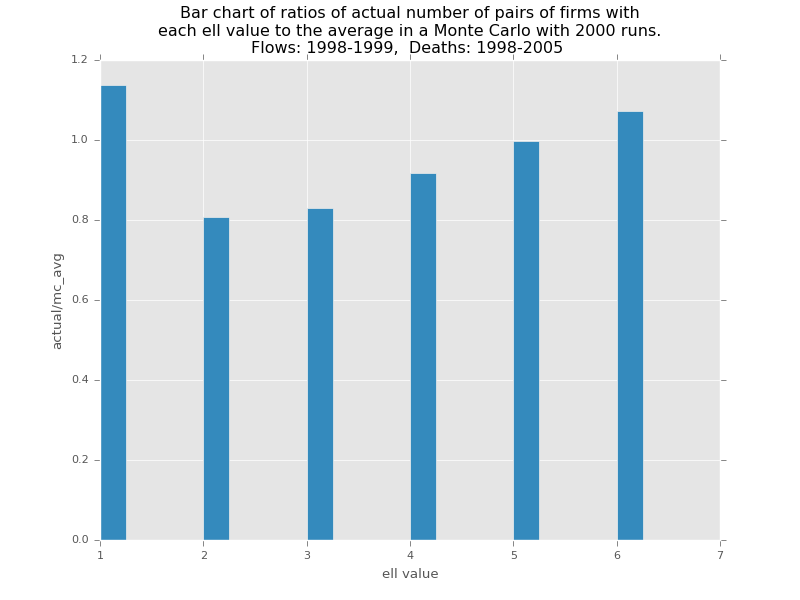 Bar chart of ratios of actual number of pairs of firms with
each ell value to the average in a Monte Carlo with 2000 runs.
Flows: 1998-1999,  Deaths: 1998-2005
1.2
1.0
0.8
0.6
0.4
0.2
0.0
actual/mc_avg
1 2 3 4 5 6 7
ell value